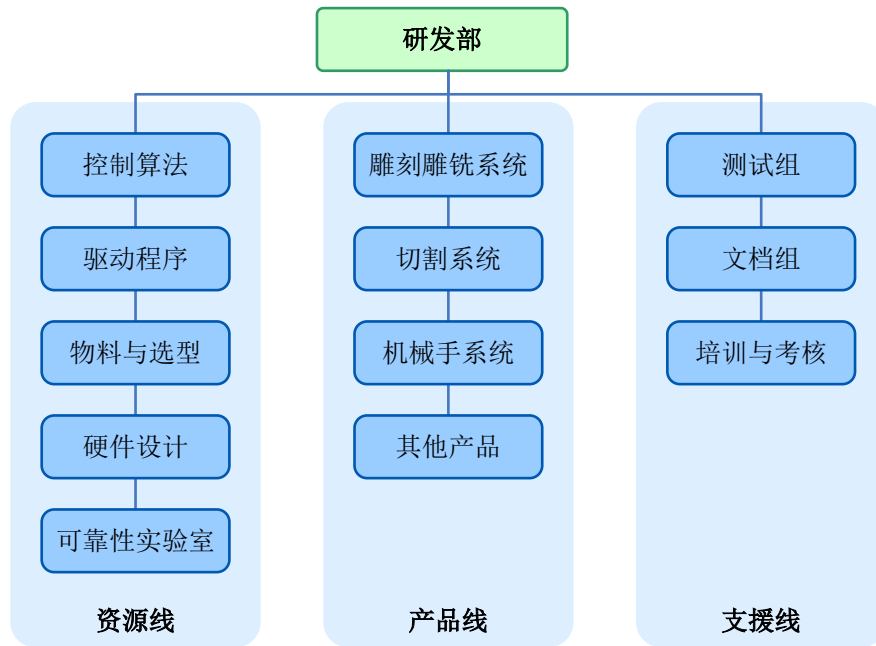 研发部
控制算法
驱动程序
物料与选型
硬件设计
可靠性实验室
资源线
雕刻雕铣系统
切割系统
机械手系统
其他产品
产品线
测试组
文档组
培训与考核
支援线